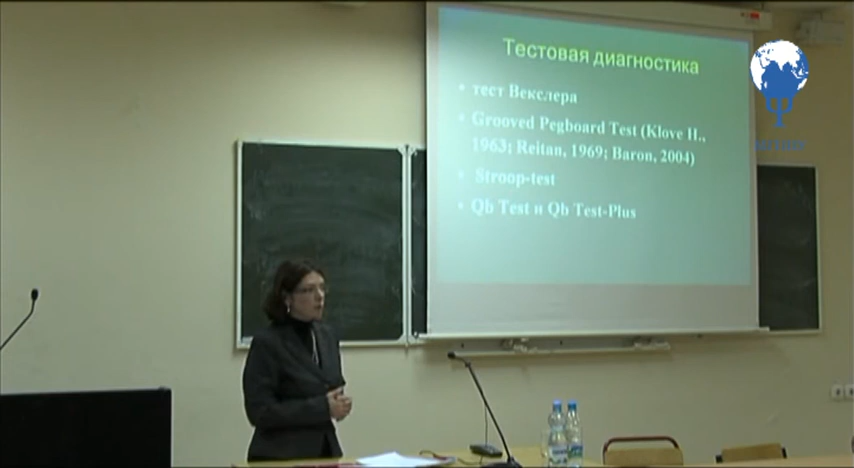 Тестовая диагностика
• тест Векслера
• Grooved Pegboard Test (Klove H.,
1963; Reitan, 1969; Baron, 2004)
• Stroop-test
• Qb Test и Qb Test-Plus